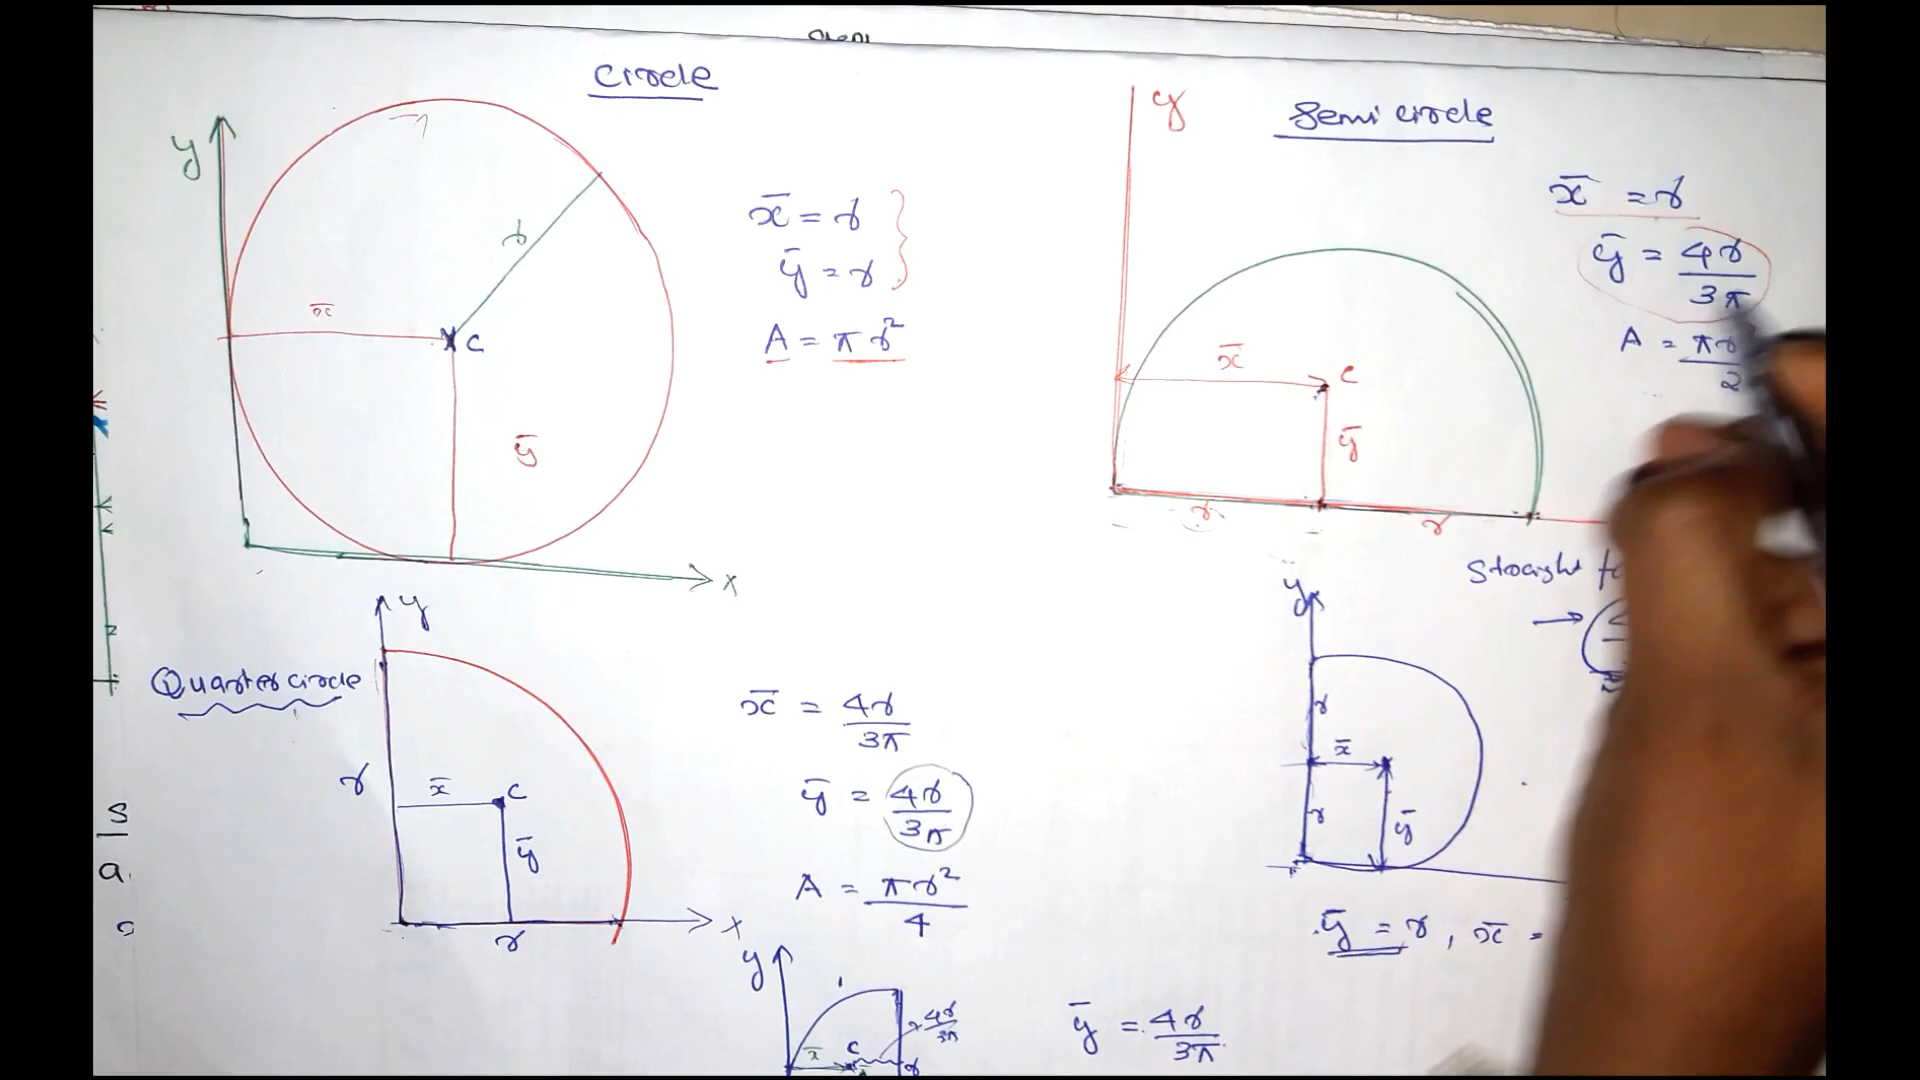 Circle
y
r
x̄
C
ȳ
x
x̄ = r
ȳ = r
A = πr²
Semi circle
y
x̄ = r
ȳ = 4r/3π
A = πr/2
x̄
C
ȳ
r
r
Straight
Quarter circle
y
r
x̄
C
ȳ
r
x
x̄ = 4r/3π
ȳ = 4r/3π
A = πr²/4
y
r
x̄
r
ȳ
ȳ = r, x̄ =
y
4r/3π
x̄
C
r
ȳ = 4r/3π
S
a